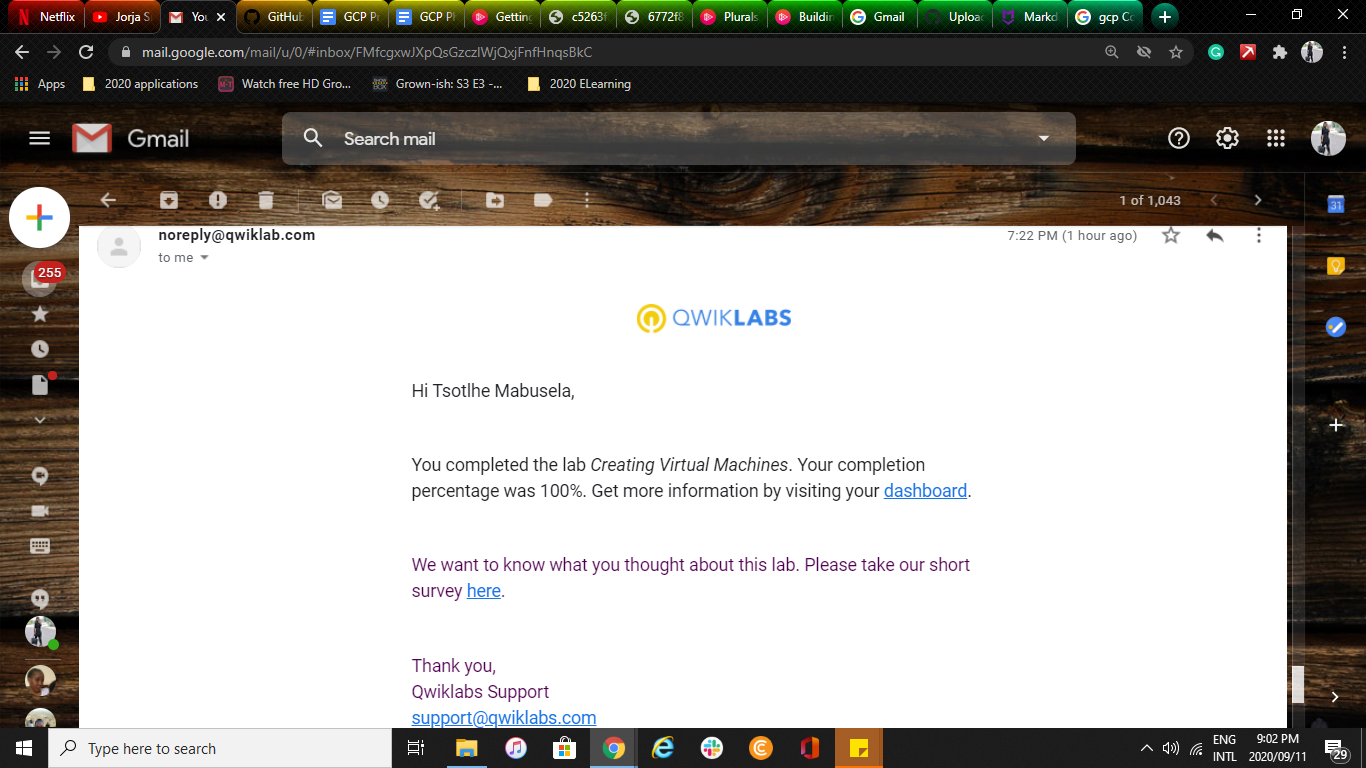 Netflix Jorja S You GitHub GCP Pr GCP Ph Getting c5263f 6772f8 Plurals Buildin Gmail Uploa Markd gcp Co
mail.google.com/mail/u/0/#inbox/FMfcgxwJXpQsGzczlWjQxjFnfHnqsBkC
Apps 2020 applications Watch free HD Gro... Grown-ish: S3 E3 -... 2020 ELearning
Gmail Search mail
1 of 1,043
31
noreply@qwiklab.com 7:22 PM (1 hour ago)
to me
255
QWIKLABS
Hi Tsotlhe Mabusela,
You completed the lab Creating Virtual Machines. Your completion
percentage was 100%. Get more information by visiting your dashboard.
We want to know what you thought about this lab. Please take our short
survey here.
Thank you,
Qwiklabs Support
support@qwiklabs.com
Type here to search
ENG 9:02 PM
INTL 2020/09/11 29